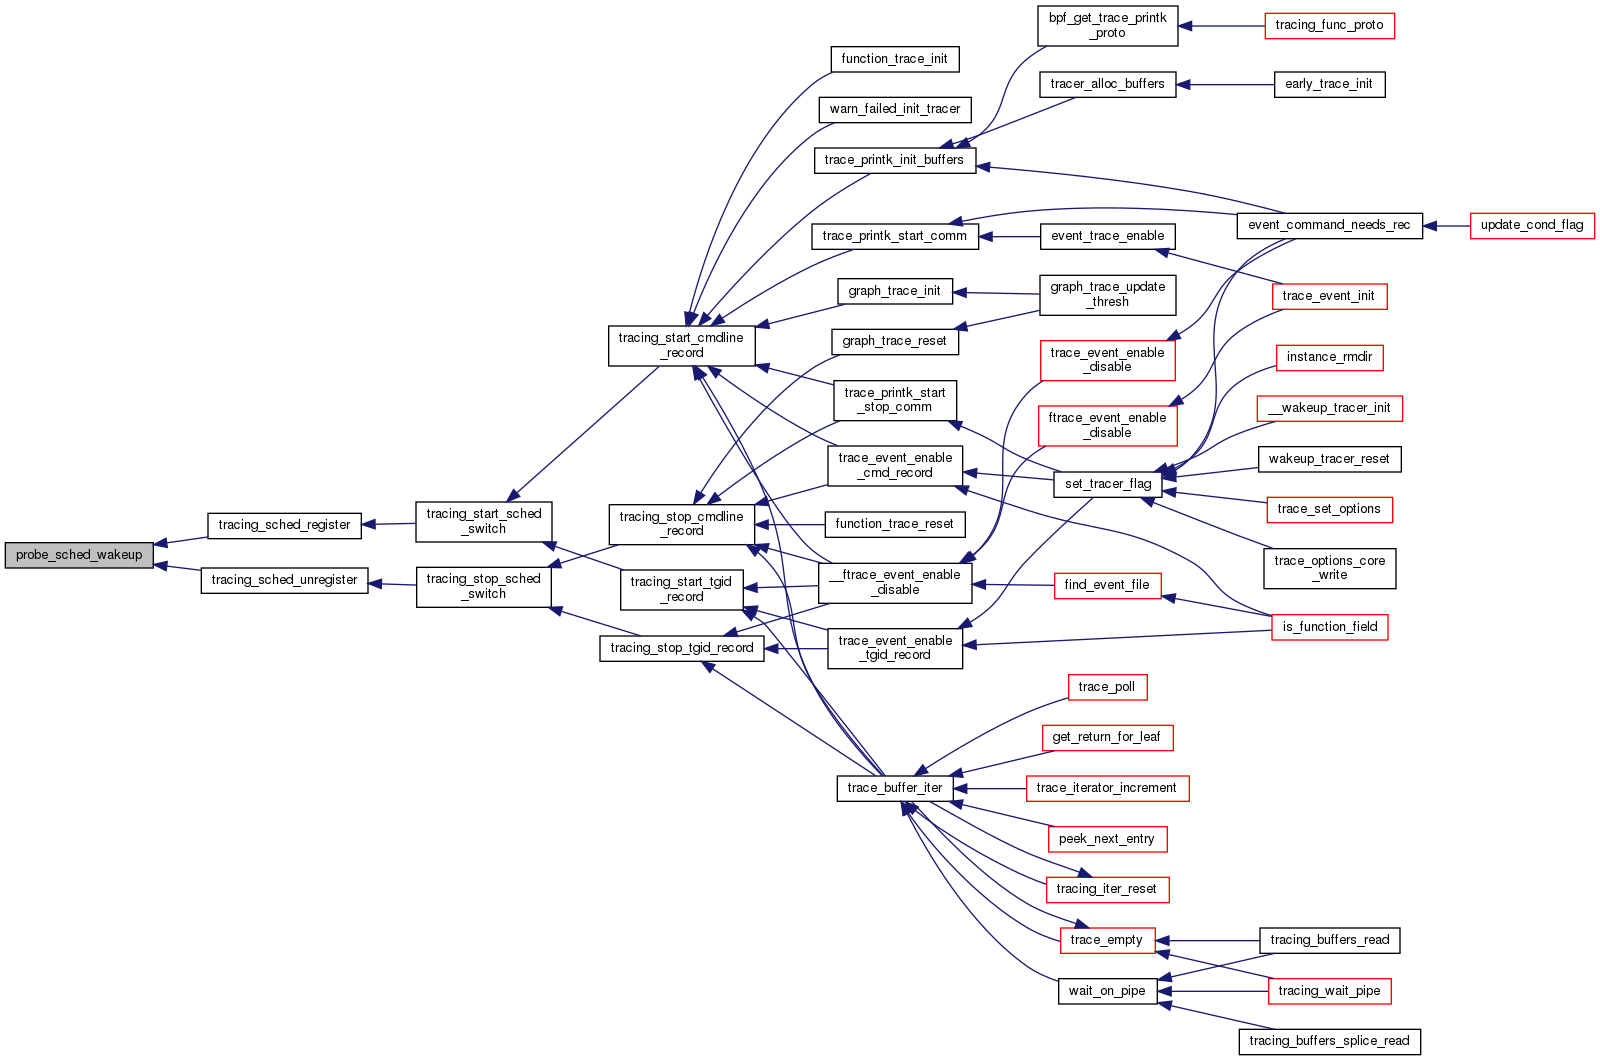 probe_sched_wakeup
tracing_sched_register
tracing_sched_unregister
tracing_start_sched
_switch
tracing_stop_sched
_switch
tracing_start_cmdline
_record
tracing_stop_cmdline
_record
tracing_start_tgid
_record
tracing_stop_tgid_record
function_trace_init
warn_failed_init_tracer
trace_printk_init_buffers
trace_printk_start_comm
graph_trace_init
graph_trace_reset
trace_printk_start
_stop_comm
trace_event_enable
_cmd_record
function_trace_reset
__ftrace_event_enable
_disable
trace_event_enable
_tgid_record
trace_buffer_iter
bpf_get_trace_printk
_proto
tracer_alloc_buffers
event_trace_enable
graph_trace_update
_thresh
trace_event_enable
_disable
ftrace_event_enable
_disable
set_tracer_flag
find_event_file
trace_poll
get_return_for_leaf
trace_iterator_increment
peek_next_entry
tracing_iter_reset
trace_empty
wait_on_pipe
tracing_func_proto
early_trace_init
event_command_needs_rec
trace_event_init
instance_rmdir
__wakeup_tracer_init
wakeup_tracer_reset
trace_set_options
trace_options_core
_write
is_function_field
tracing_buffers_read
tracing_wait_pipe
tracing_buffers_splice_read
update_cond_flag